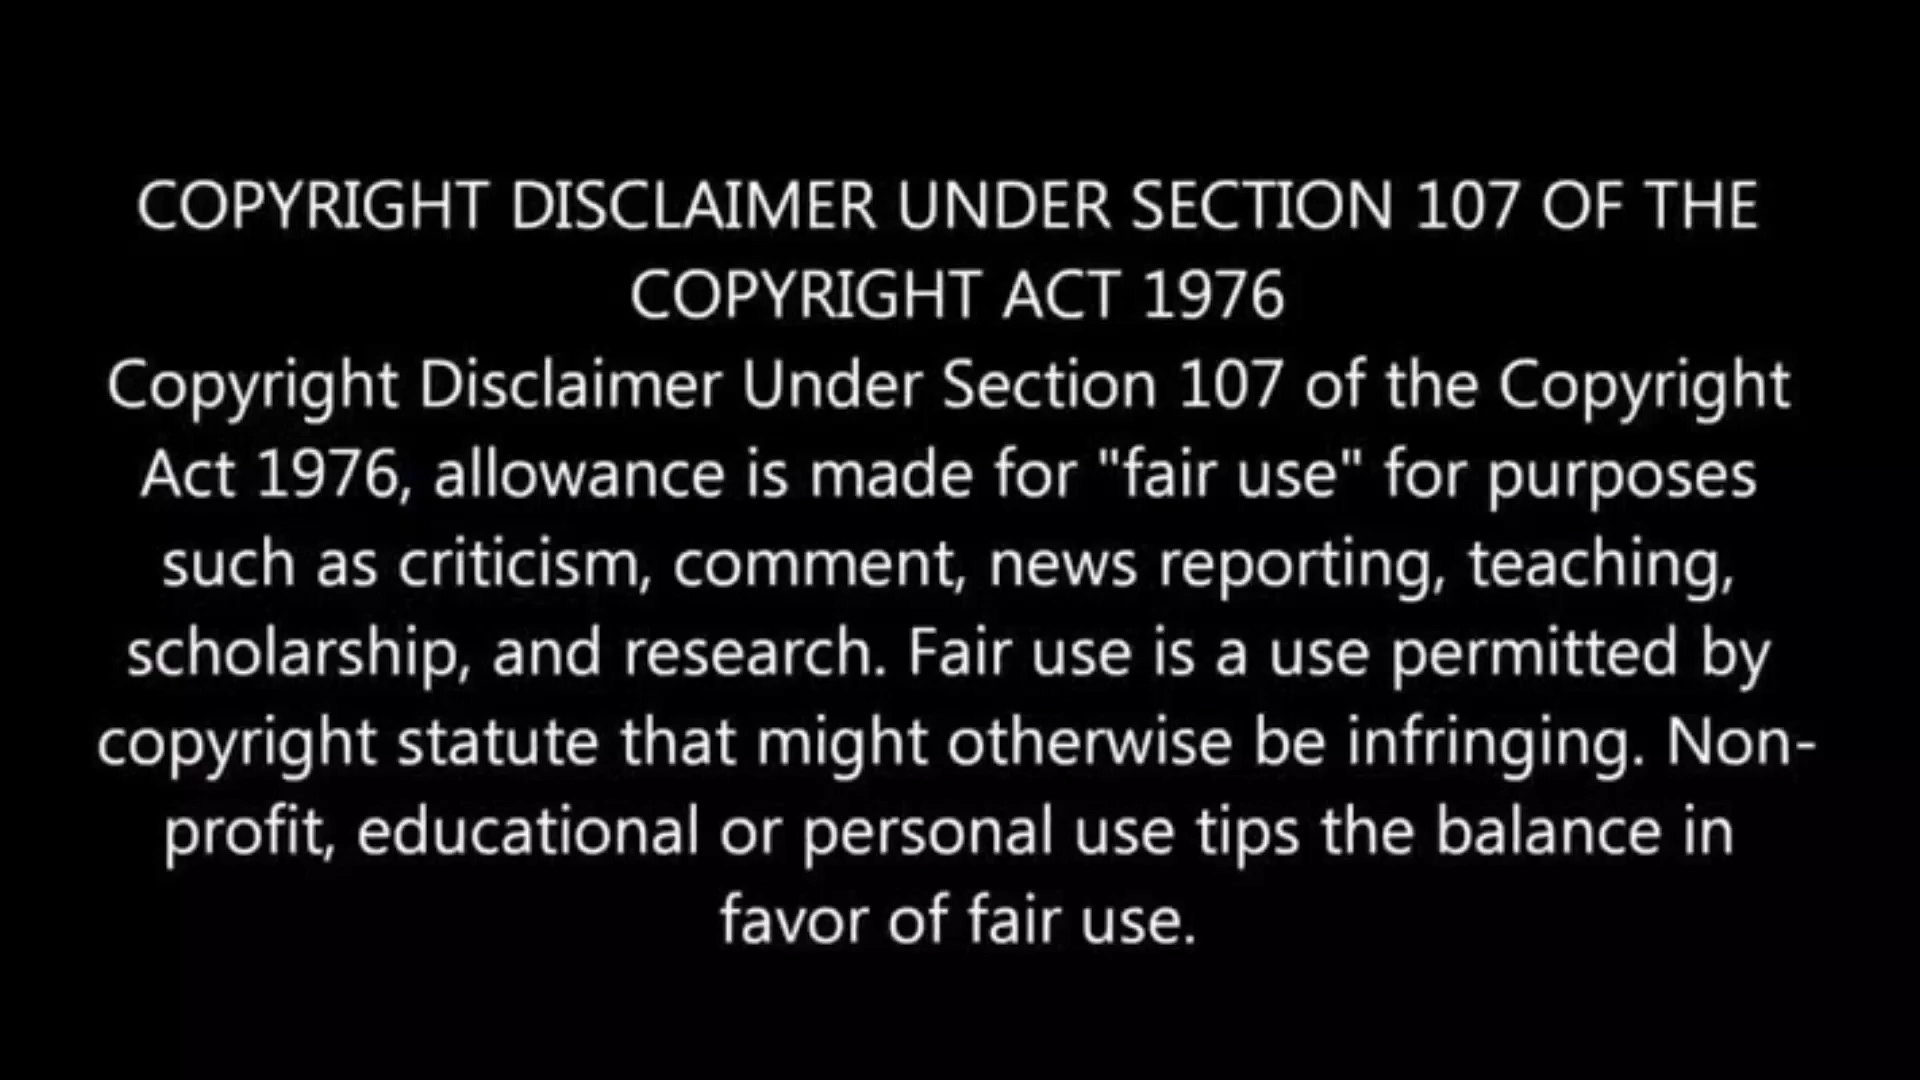 COPYRIGHT DISCLAIMER UNDER SECTION 107 OF THE
COPYRIGHT ACT 1976
Copyright Disclaimer Under Section 107 of the Copyright
Act 1976, allowance is made for "fair use" for purposes
such as criticism, comment, news reporting, teaching,
scholarship, and research. Fair use is a use permitted by
copyright statute that might otherwise be infringing. Non-
profit, educational or personal use tips the balance in
favor of fair use.